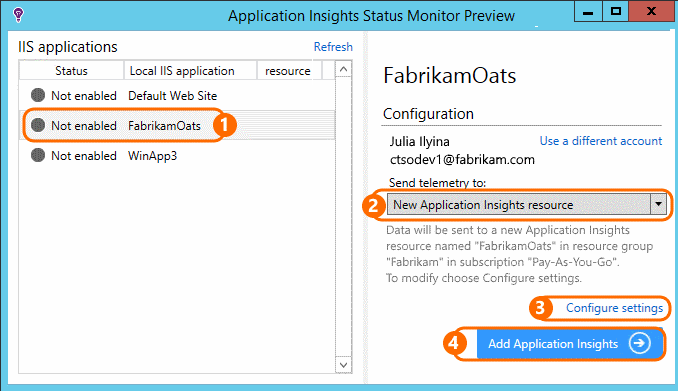 Application Insights Status Monitor Preview
IIS applications
Refresh
Status Local IIS application resource
Not enabled Default Web Site
Not enabled FabrikamOats 1
Not enabled WinApp3
FabrikamOats
Configuration
Julia Ilyina Use a different account
ctsodev1@fabrikam.com
Send telemetry to:
2 New Application Insights resource
Data will be sent to a new Application Insights
resource named "FabrikamOats" in resource group
"Fabrikam" in subscription "Pay-As-You-Go".
To modify choose Configure settings.
3 Configure settings
4 Add Application Insights